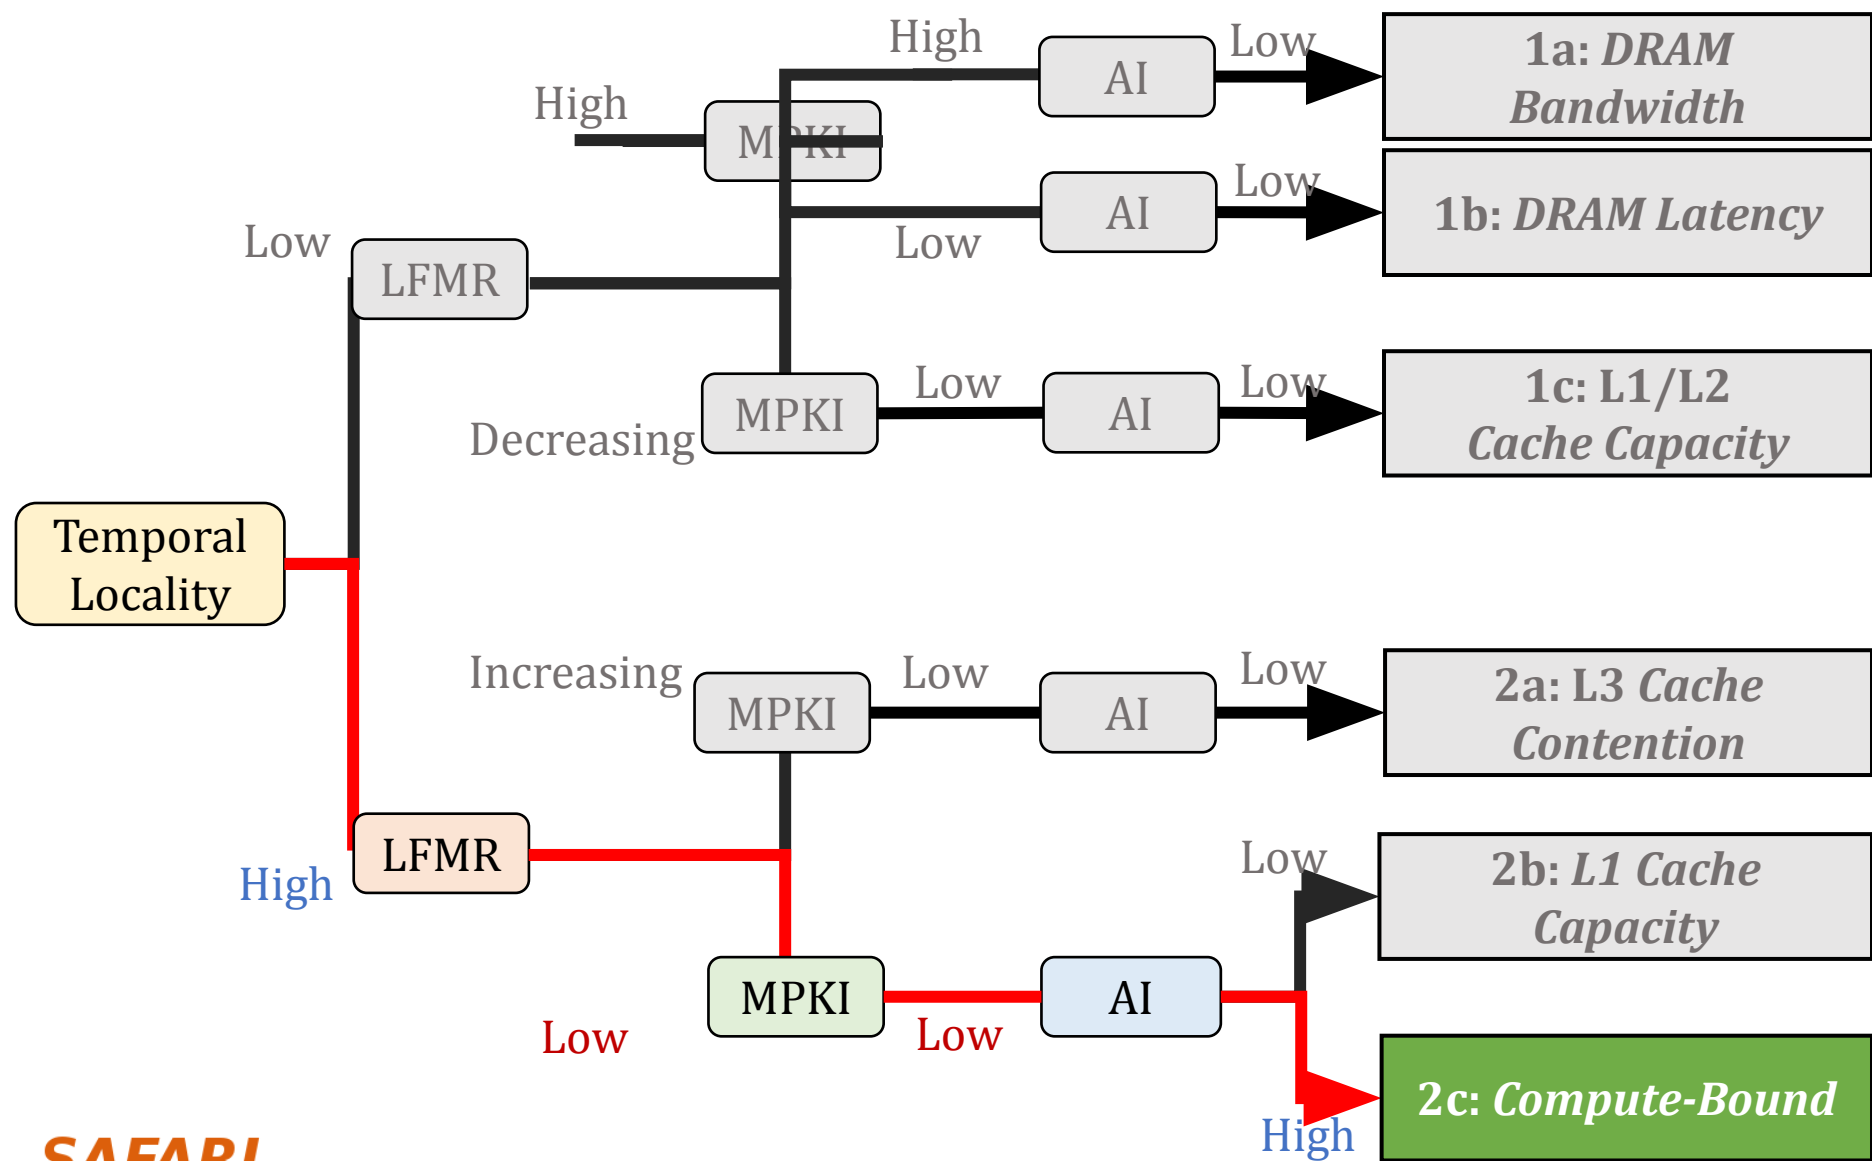 High
AI
Low
1a: DRAM
Bandwidth
High
MPKI
Low
AI
Low
1b: DRAM Latency
Low
LFMR
Decreasing
MPKI
Low
AI
Low
1c: L1/L2
Cache Capacity
Temporal
Locality
Increasing
MPKI
Low
AI
Low
2a: L3 Cache
Contention
High
LFMR
Low
2b: L1 Cache
Capacity
Low
MPKI
Low
AI
High
2c: Compute-Bound
SAFARI